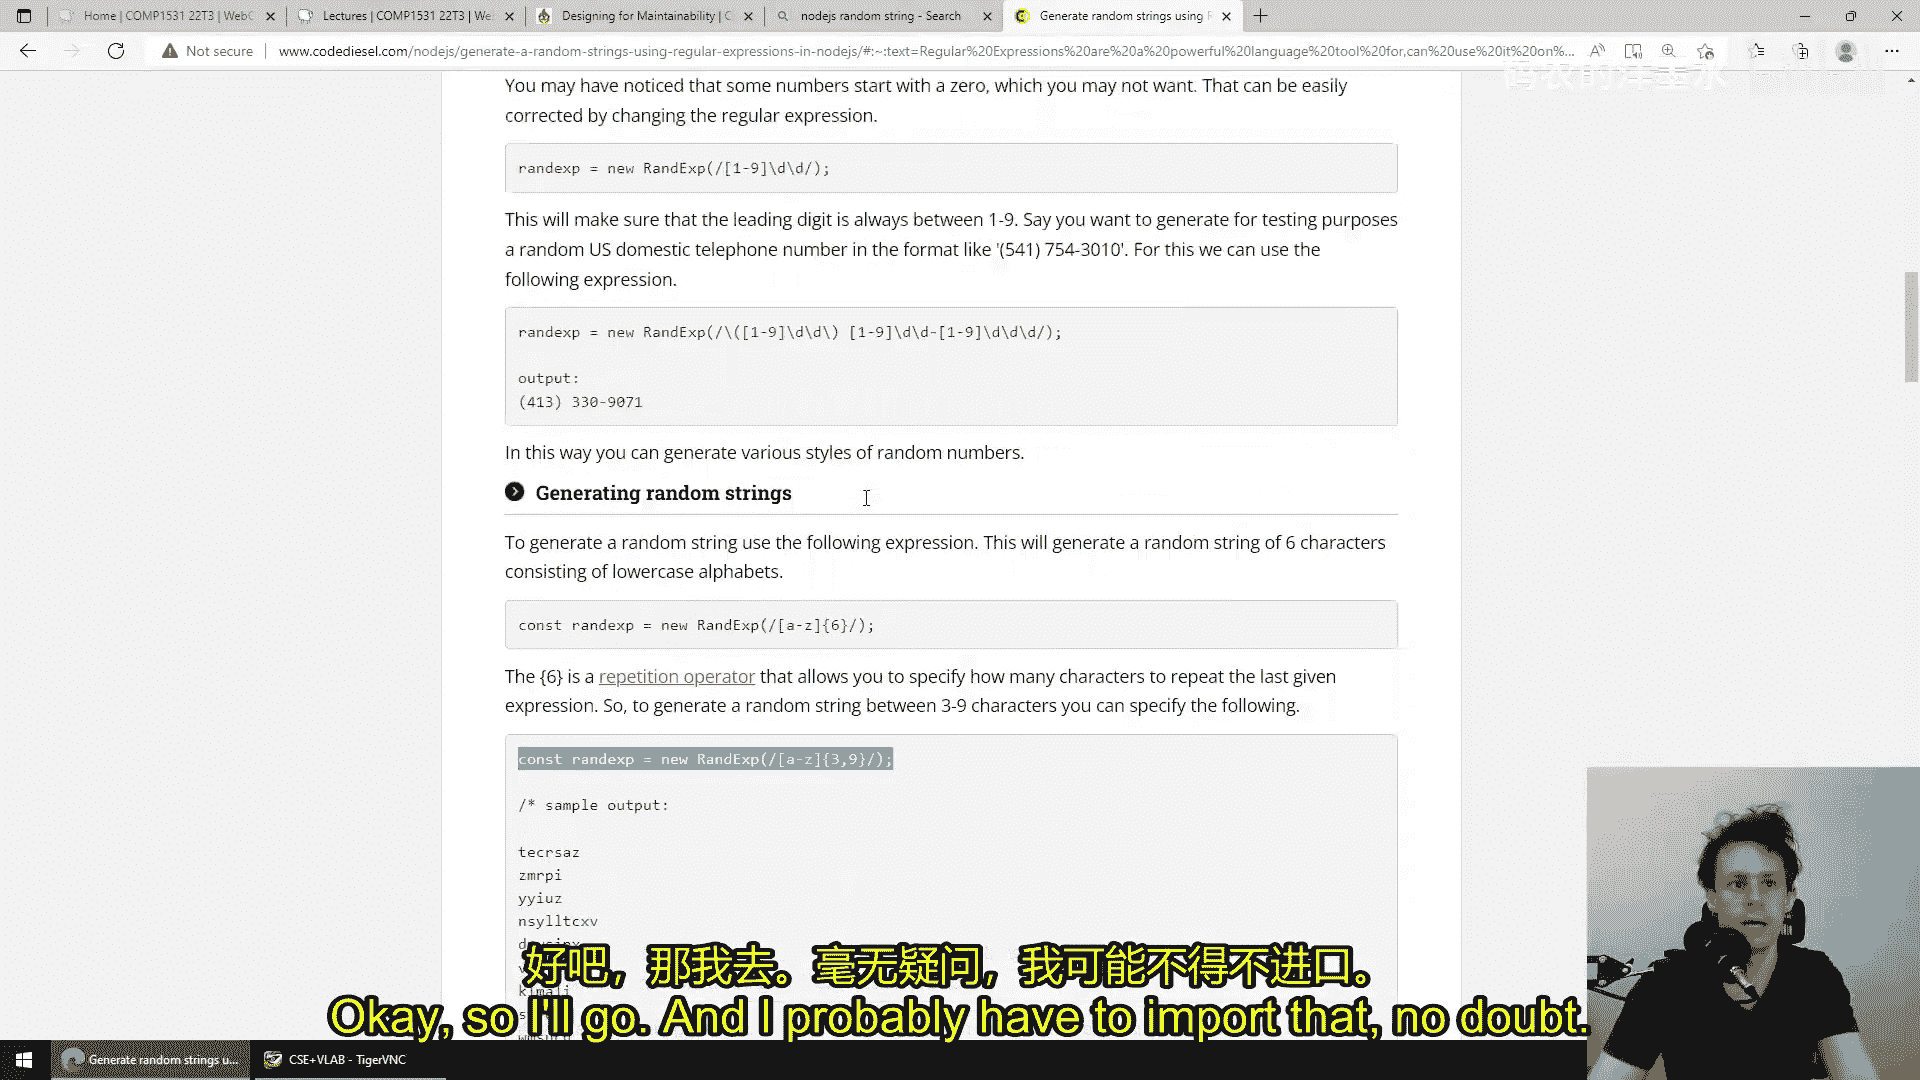 Home | COMP1531 22T3 | WebC
Lectures | COMP1531 22T3 | We
Designing for Maintainability | C
nodejs random string - Search
Generate random strings using R
Not secure
www.codediesel.com/nodejs/generate-a-random-strings-using-regular-expressions-in-nodejs/#:~:text=Regular%20Expressions%20are%20a%20powerful%20language%20tool%20for,can%20use%20it%20on%...
码农的洋墨水
You may have noticed that some numbers start with a zero, which you may not want. That can be easily
corrected by changing the regular expression.
randexp = new RandExp(/[1-9]\d\d/);
This will make sure that the leading digit is always between 1-9. Say you want to generate for testing purposes
a random US domestic telephone number in the format like '(541) 754-3010'. For this we can use the
following expression.
randexp = new RandExp(/\([1-9]\d\d\) [1-9]\d\d-[1-9]\d\d\d/);
output:
(413) 330-9071
In this way you can generate various styles of random numbers.
Generating random strings
To generate a random string use the following expression. This will generate a random string of 6 characters
consisting of lowercase alphabets.
const randexp = new RandExp(/[a-z]{6}/);
The {6} is a repetition operator that allows you to specify how many characters to repeat the last given
expression. So, to generate a random string between 3-9 characters you can specify the following.
const randexp = new RandExp(/[a-z]{3,9}/);
/* sample output:
tecrsaz
zmrpi
yyiuz
nsylltcxv
klmali
好吧，那我去。毫无疑问，我可能不得不进口。
Okay, so I'll go. And I probably have to import that, no doubt.
Generate random strings u...
CSE+VLAB - TigerVNC